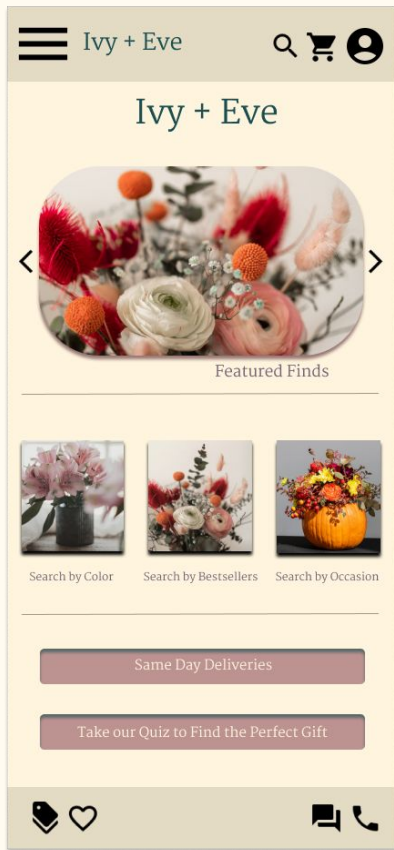 Ivy + Eve
Ivy + Eve
Featured Finds
Search by Color
Search by Bestsellers
Search by Occasion
Same Day Deliveries
Take our Quiz to Find the Perfect Gift